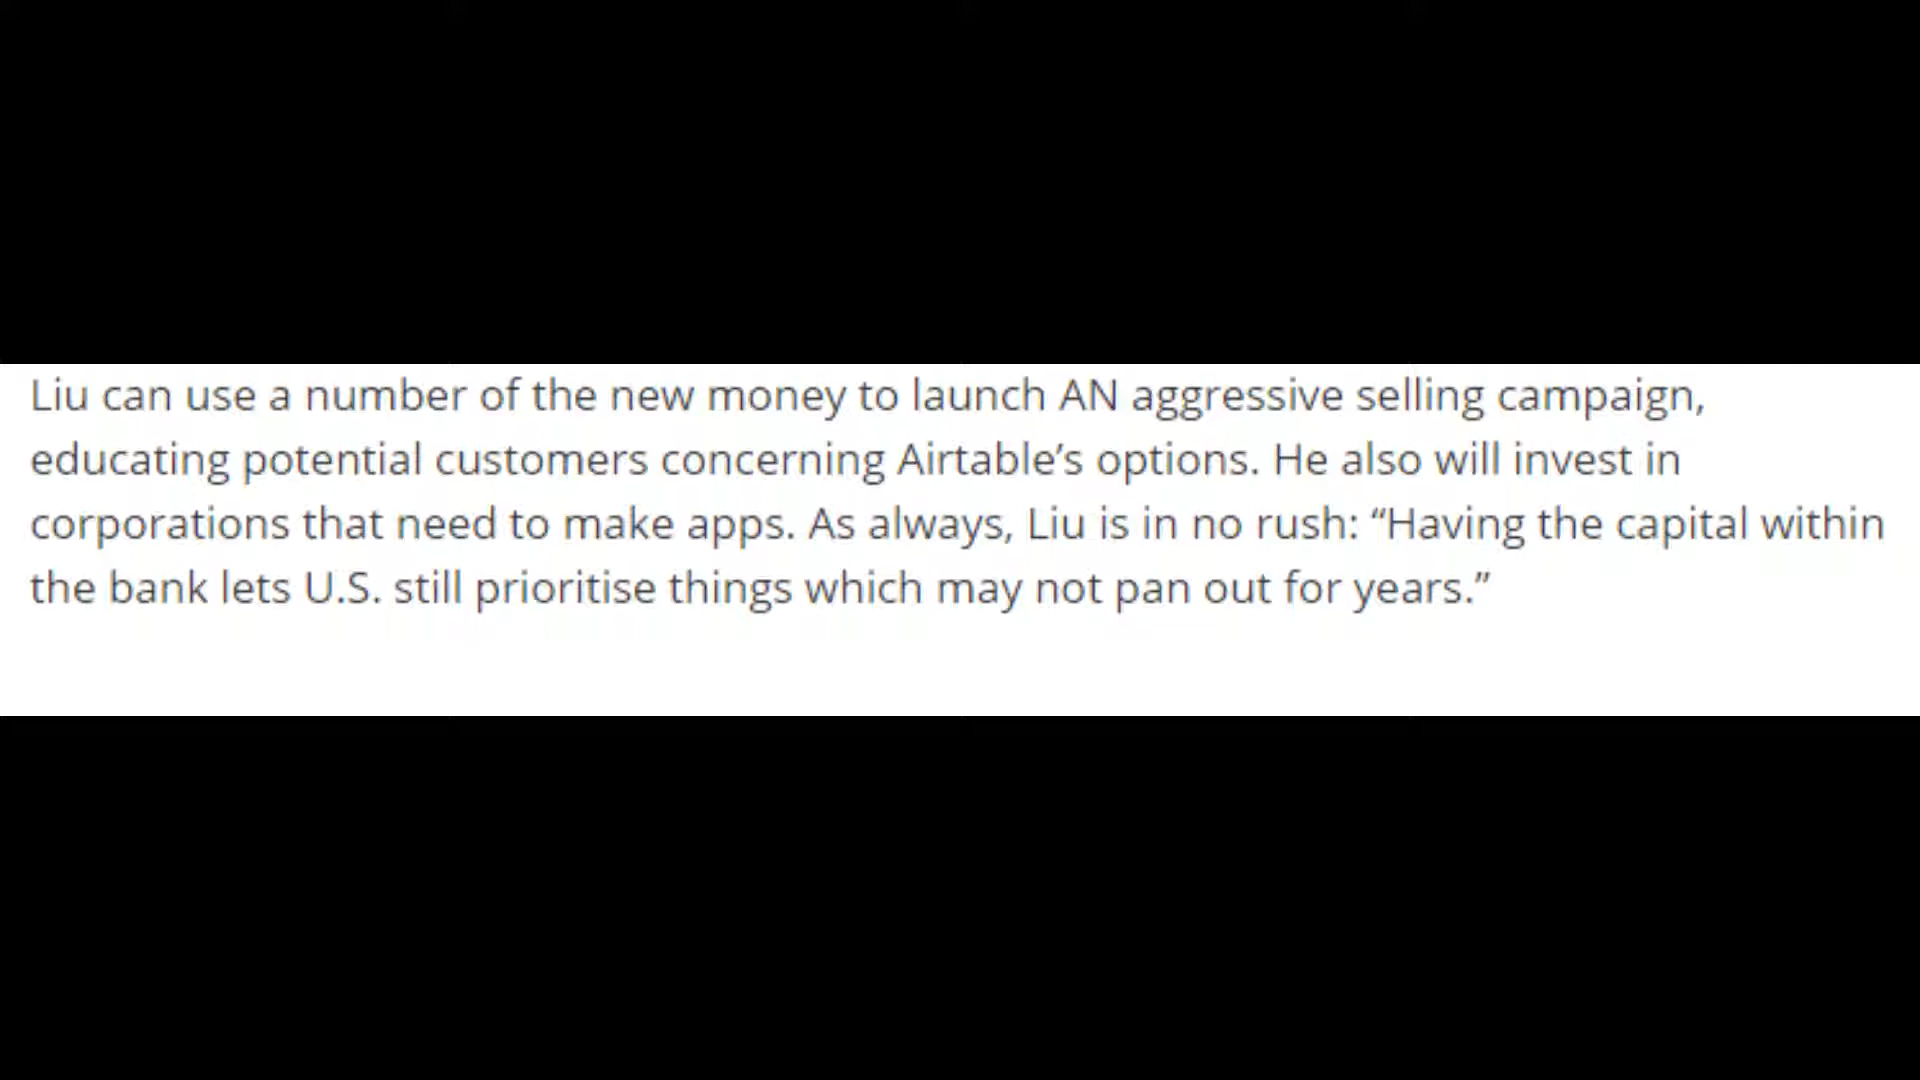 Liu can use a number of the new money to launch AN aggressive selling campaign,
educating potential customers concerning Airtable’s options. He also will invest in
corporations that need to make apps. As always, Liu is in no rush: “Having the capital within
the bank lets U.S. still prioritise things which may not pan out for years.”